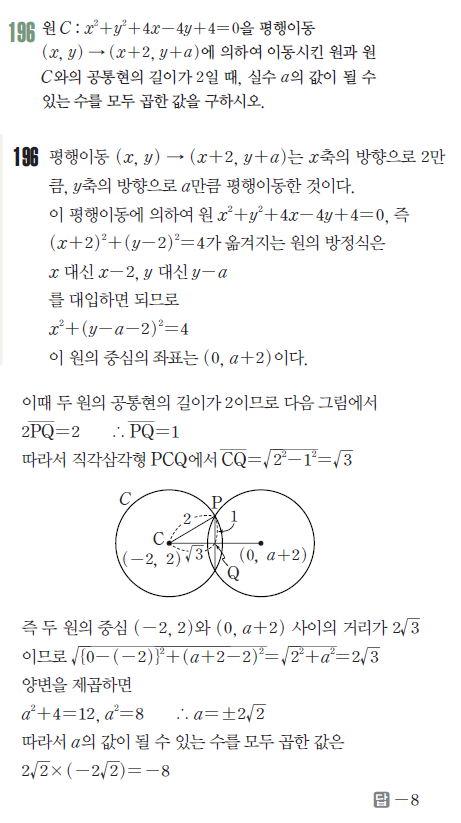 196 원 C : x²+y²+4x-4y+4=0을 평행이동
(x, y) → (x+2, y+a)에 의하여 이동시킨 원과 원
C와의 공통현의 길이가 2일 때, 실수 a의 값이 될 수
있는 수를 모두 곱한 값을 구하시오.
196 평행이동 (x, y) → (x+2, y+a)는 x축의 방향으로 2만
큼, y축의 방향으로 a만큼 평행이동한 것이다.
이 평행이동에 의하여 원 x²+y²+4x-4y+4=0, 즉
(x+2)²+(y-2)²=4가 옮겨지는 원의 방정식은
x 대신 x-2, y 대신 y-a
를 대입하면 되므로
x²+(y-a-2)²=4
이 원의 중심의 좌표는 (0, a+2)이다.
이때 두 원의 공통현의 길이가 2이므로 다음 그림에서
2P̅Q̅=2 ∴ P̅Q̅=1
따라서 직각삼각형 PCQ에서 C̅Q̅=√(2²-1²)=√3
C
P
2
1
C
(-2, 2)
√3
(0, a+2)
Q
즉 두 원의 중심 (-2, 2)와 (0, a+2) 사이의 거리가 2√3
이므로 √({0-(-2)}²+(a+2-2)²)=√(2²+a²)=2√3
양변을 제곱하면
a²+4=12, a²=8 ∴ a=±2√2
따라서 a의 값이 될 수 있는 수를 모두 곱한 값은
2√2×(-2√2)=-8
답 -8